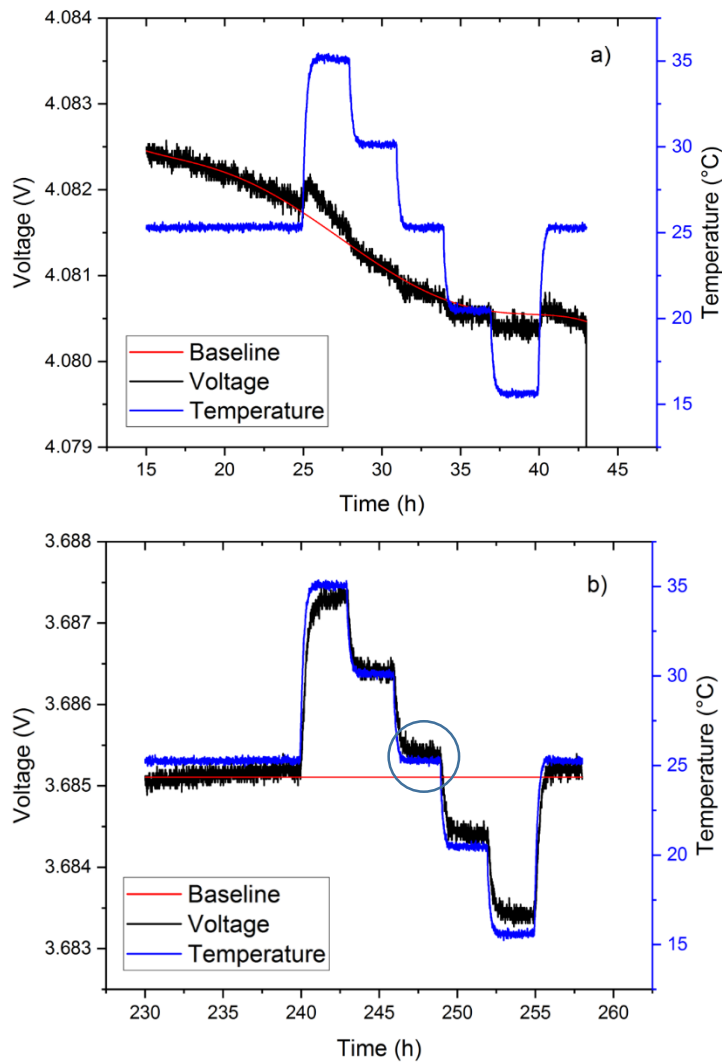 4.084
4.083
4.082
4.081
4.080
4.079
Voltage (V)
a)
35
30
25
20
15
Temperature (°C)
Baseline
Voltage
Temperature
15 20 25 30 35 40 45
Time (h)
3.688
3.687
3.686
3.685
3.684
3.683
Voltage (V)
b)
35
30
25
20
15
Temperature (°C)
Baseline
Voltage
Temperature
230 240 250 260
Time (h)